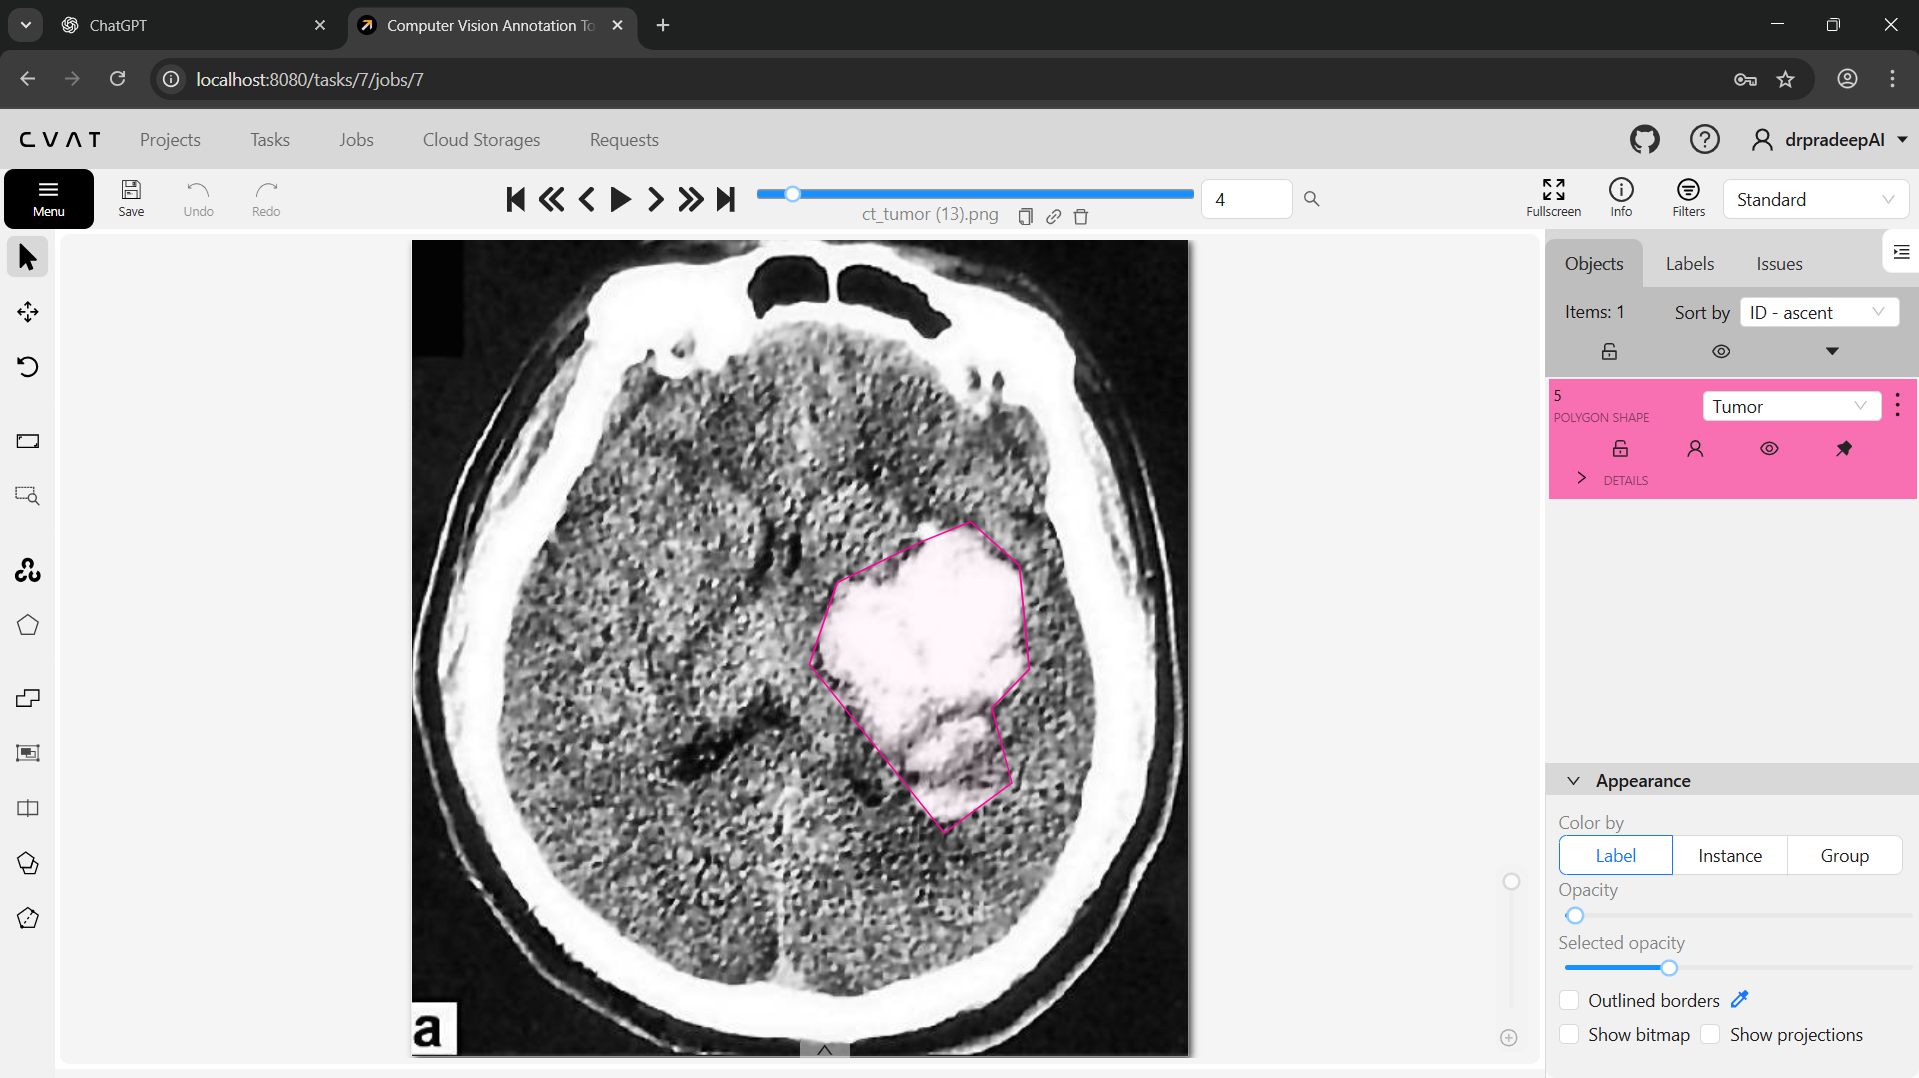 ChatGPT
Computer Vision Annotation To
localhost:8080/tasks/7/jobs/7
CVAT
Projects
Tasks
Jobs
Cloud Storages
Requests
drpradeepAI
Menu
Save
Undo
Redo
ct_tumor (13).png
4
Fullscreen
Info
Filters
Standard
Objects
Labels
Issues
Items: 1
Sort by
ID - ascent
5
POLYGON SHAPE
Tumor
DETAILS
Appearance
Color by
Label
Instance
Group
Opacity
Selected opacity
Outlined borders
Show bitmap
Show projections
a